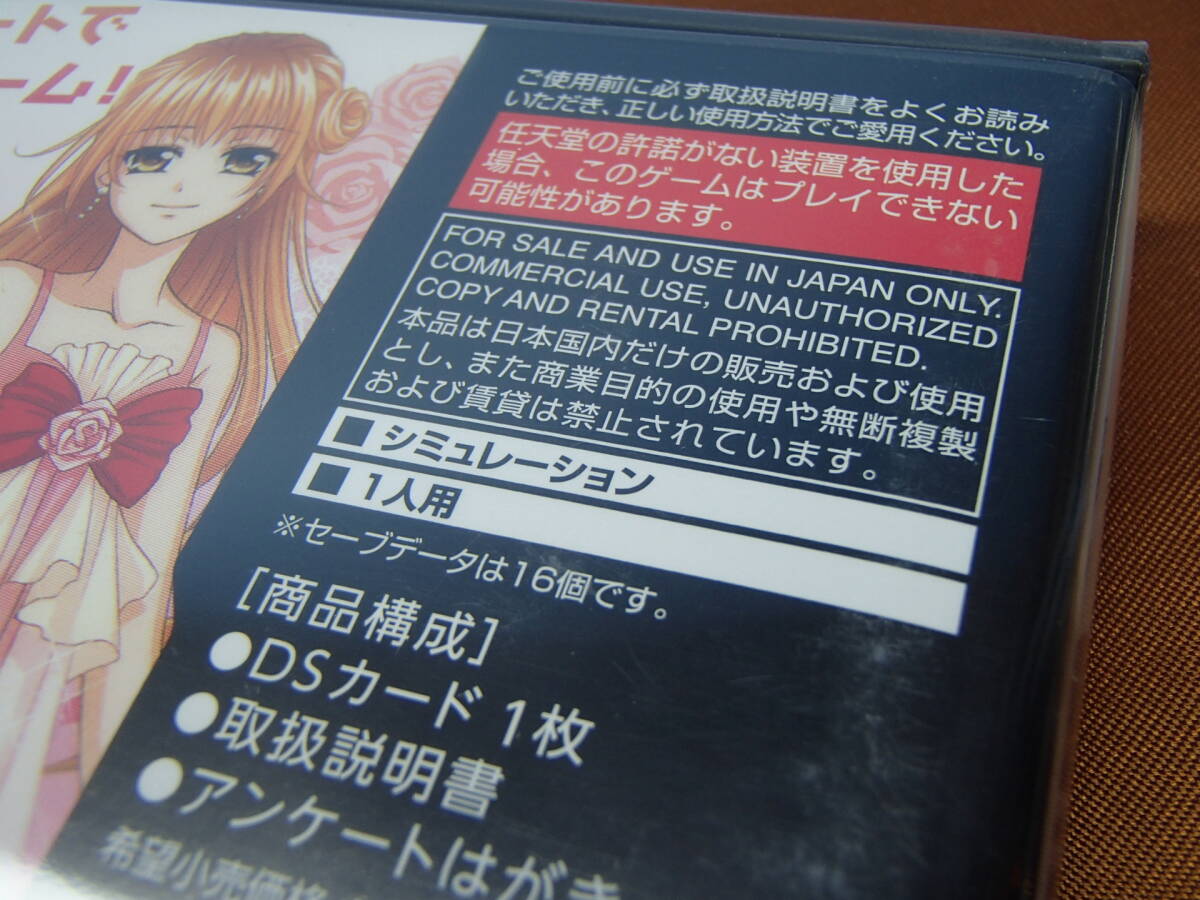 ーイで
ーム!
ご使用前に必ず取扱説明書をよくお読み
いただき、正しい使用方法でご愛用ください。
任天堂の許諾がない装置を使用した
場合、このゲームはプレイできない
可能性があります。
FOR SALE AND USE IN JAPAN ONLY.
COMMERCIAL USE, UNAUTHORIZED
COPY AND RENTAL PROHIBITED.
本品は日本国内だけの販売および使用
とし、また商業目的の使用や無断複製
および賃貸は禁止されています。
■ シミュレーション
■ 1人用
※セーブデータは16個です。
[商品構成]
●DSカード 1枚
●取扱説明書
●アンケートはがき
希望小売価格